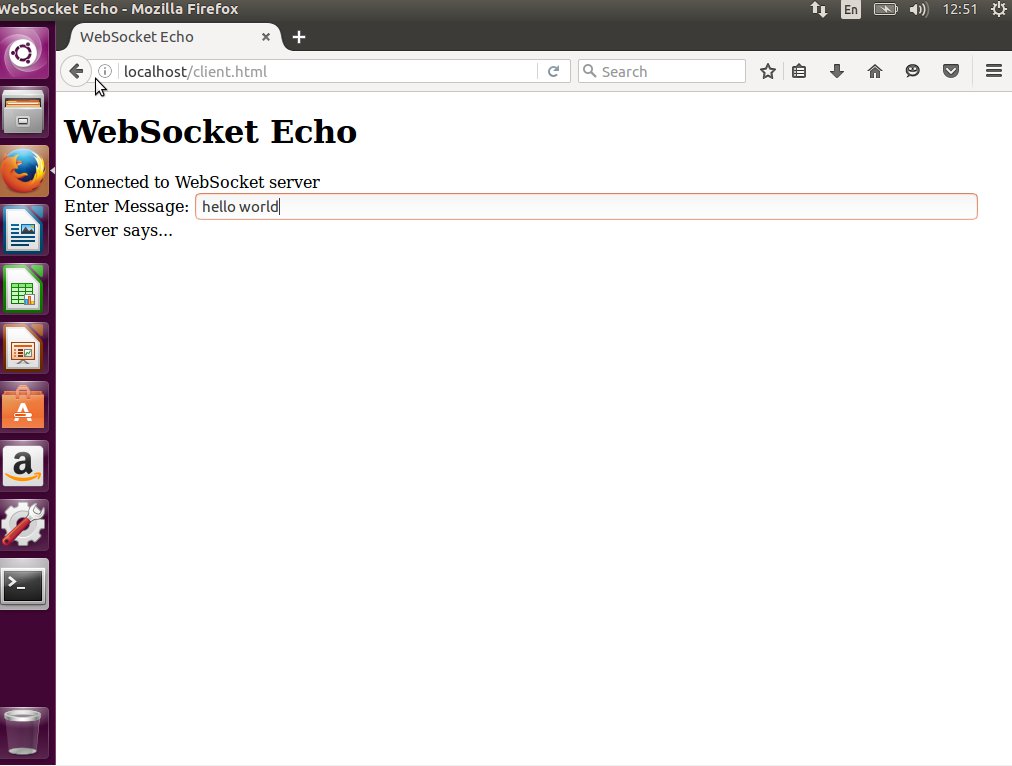 WebSocket Echo - Mozilla Firefox
En
12:51
WebSocket Echo
localhost/client.html
Search
WebSocket Echo
Connected to WebSocket server
Enter Message: hello world
Server says...